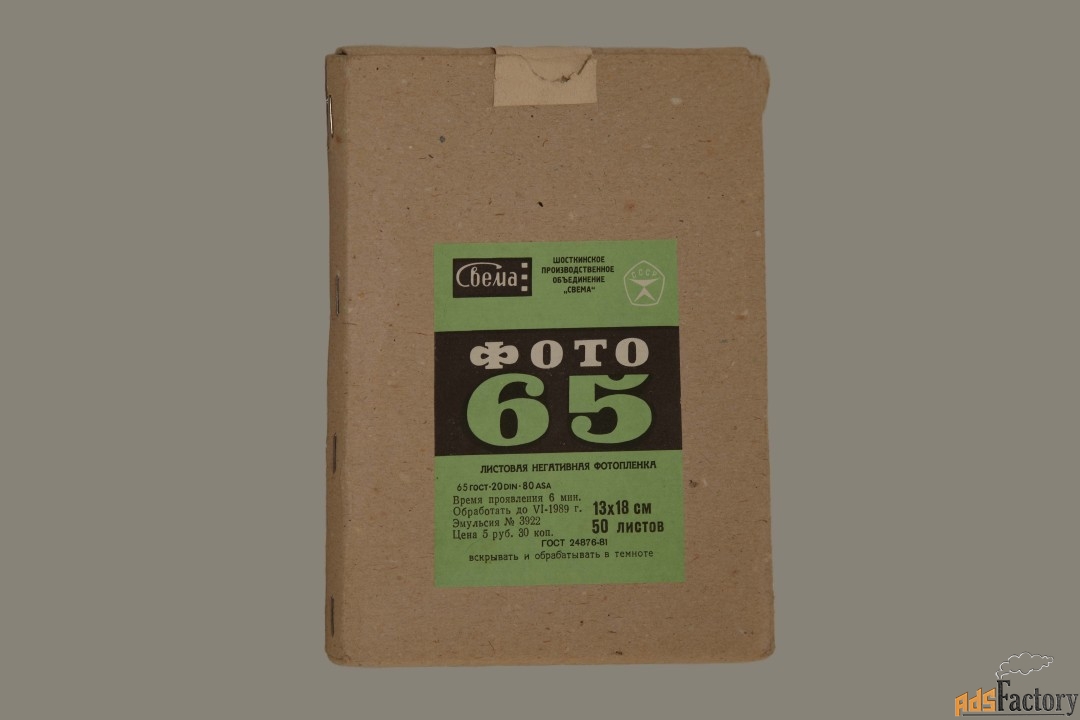 Свема
ШОСТКИНСКОЕ
ПРОИЗВОДСТВЕННОЕ
ОБЪЕДИНЕНИЕ
„СВЕМА“
СССР
ФОТО
65
ЛИСТОВАЯ НЕГАТИВНАЯ ФОТОПЛЕНКА
65 ГОСТ·20 DIN·80 ASA
Время проявления 6 мин.
Обработать до VI-1989 г.
Эмульсия № 3922
Цена 5 руб. 30 коп.
13х18 см
50 листов
ГОСТ 24876-81
вскрывать и обрабатывать в темноте
AdsFactory